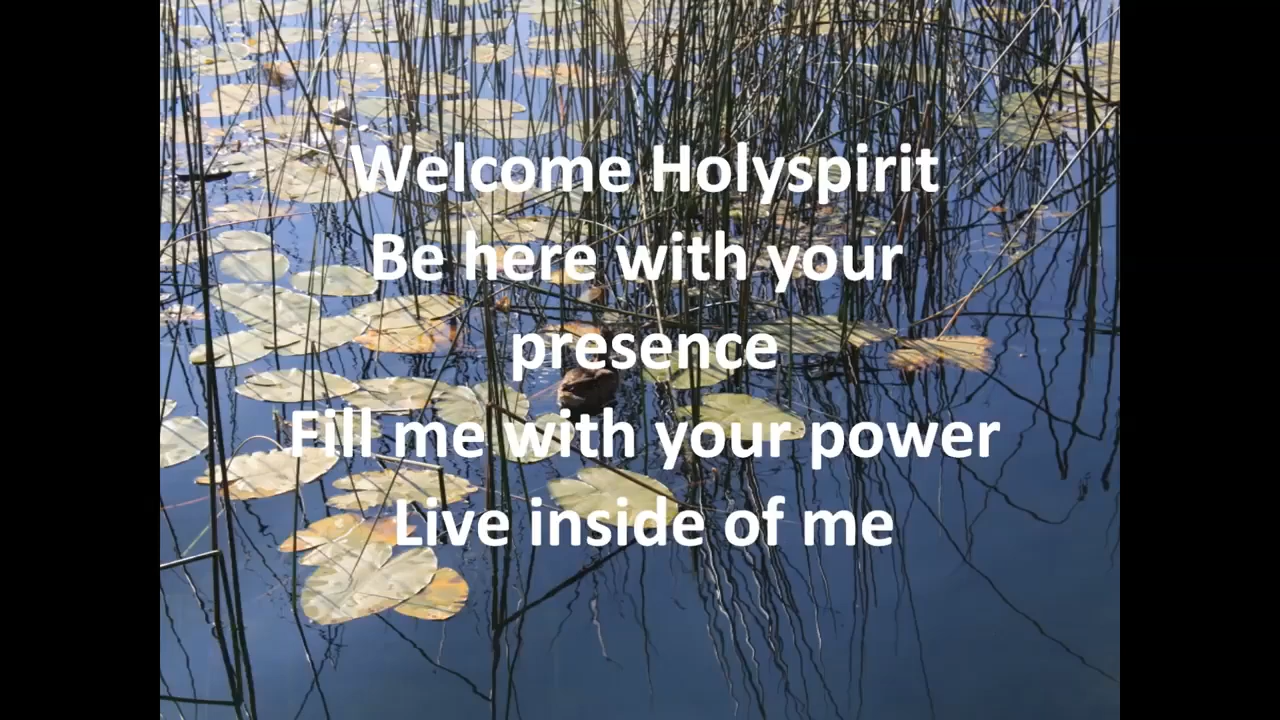 Welcome Holyspirit
Be here with your
presence
Fill me with your power
Live inside of me